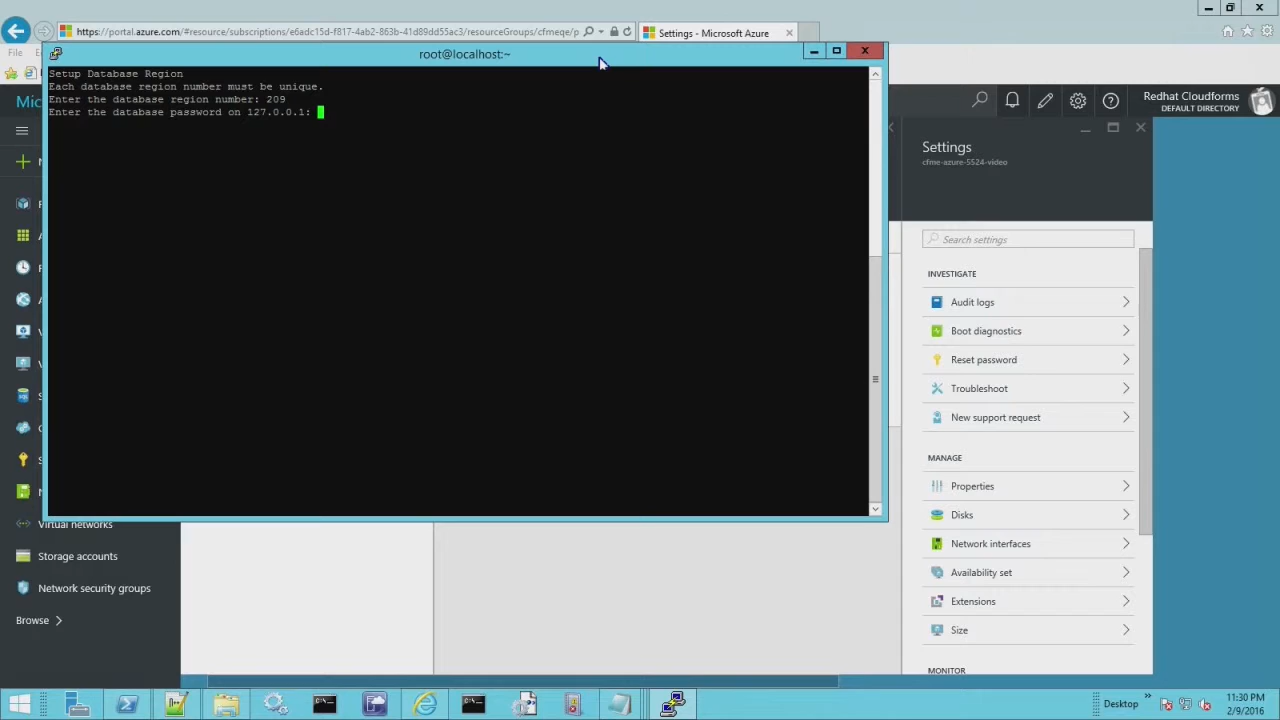 https://portal.azure.com/#resource/subscriptions/e6adc15d-f817-4ab2-863b-41d89dd55ac3/resourceGroups/cfmeqe/p
Settings - Microsoft Azure
File
root@localhost:~
Setup Database Region
Each database region number must be unique.
Enter the database region number: 209
Enter the database password on 127.0.0.1:
Redhat Cloudforms
DEFAULT DIRECTORY
Settings
cfme-azure-5524-video
Search settings
INVESTIGATE
Audit logs
Boot diagnostics
Reset password
Troubleshoot
New support request
MANAGE
Properties
Disks
Network interfaces
Availability set
Extensions
Size
MONITOR
Virtual networks
Storage accounts
Network security groups
Browse
Desktop
11:30 PM
2/9/2016